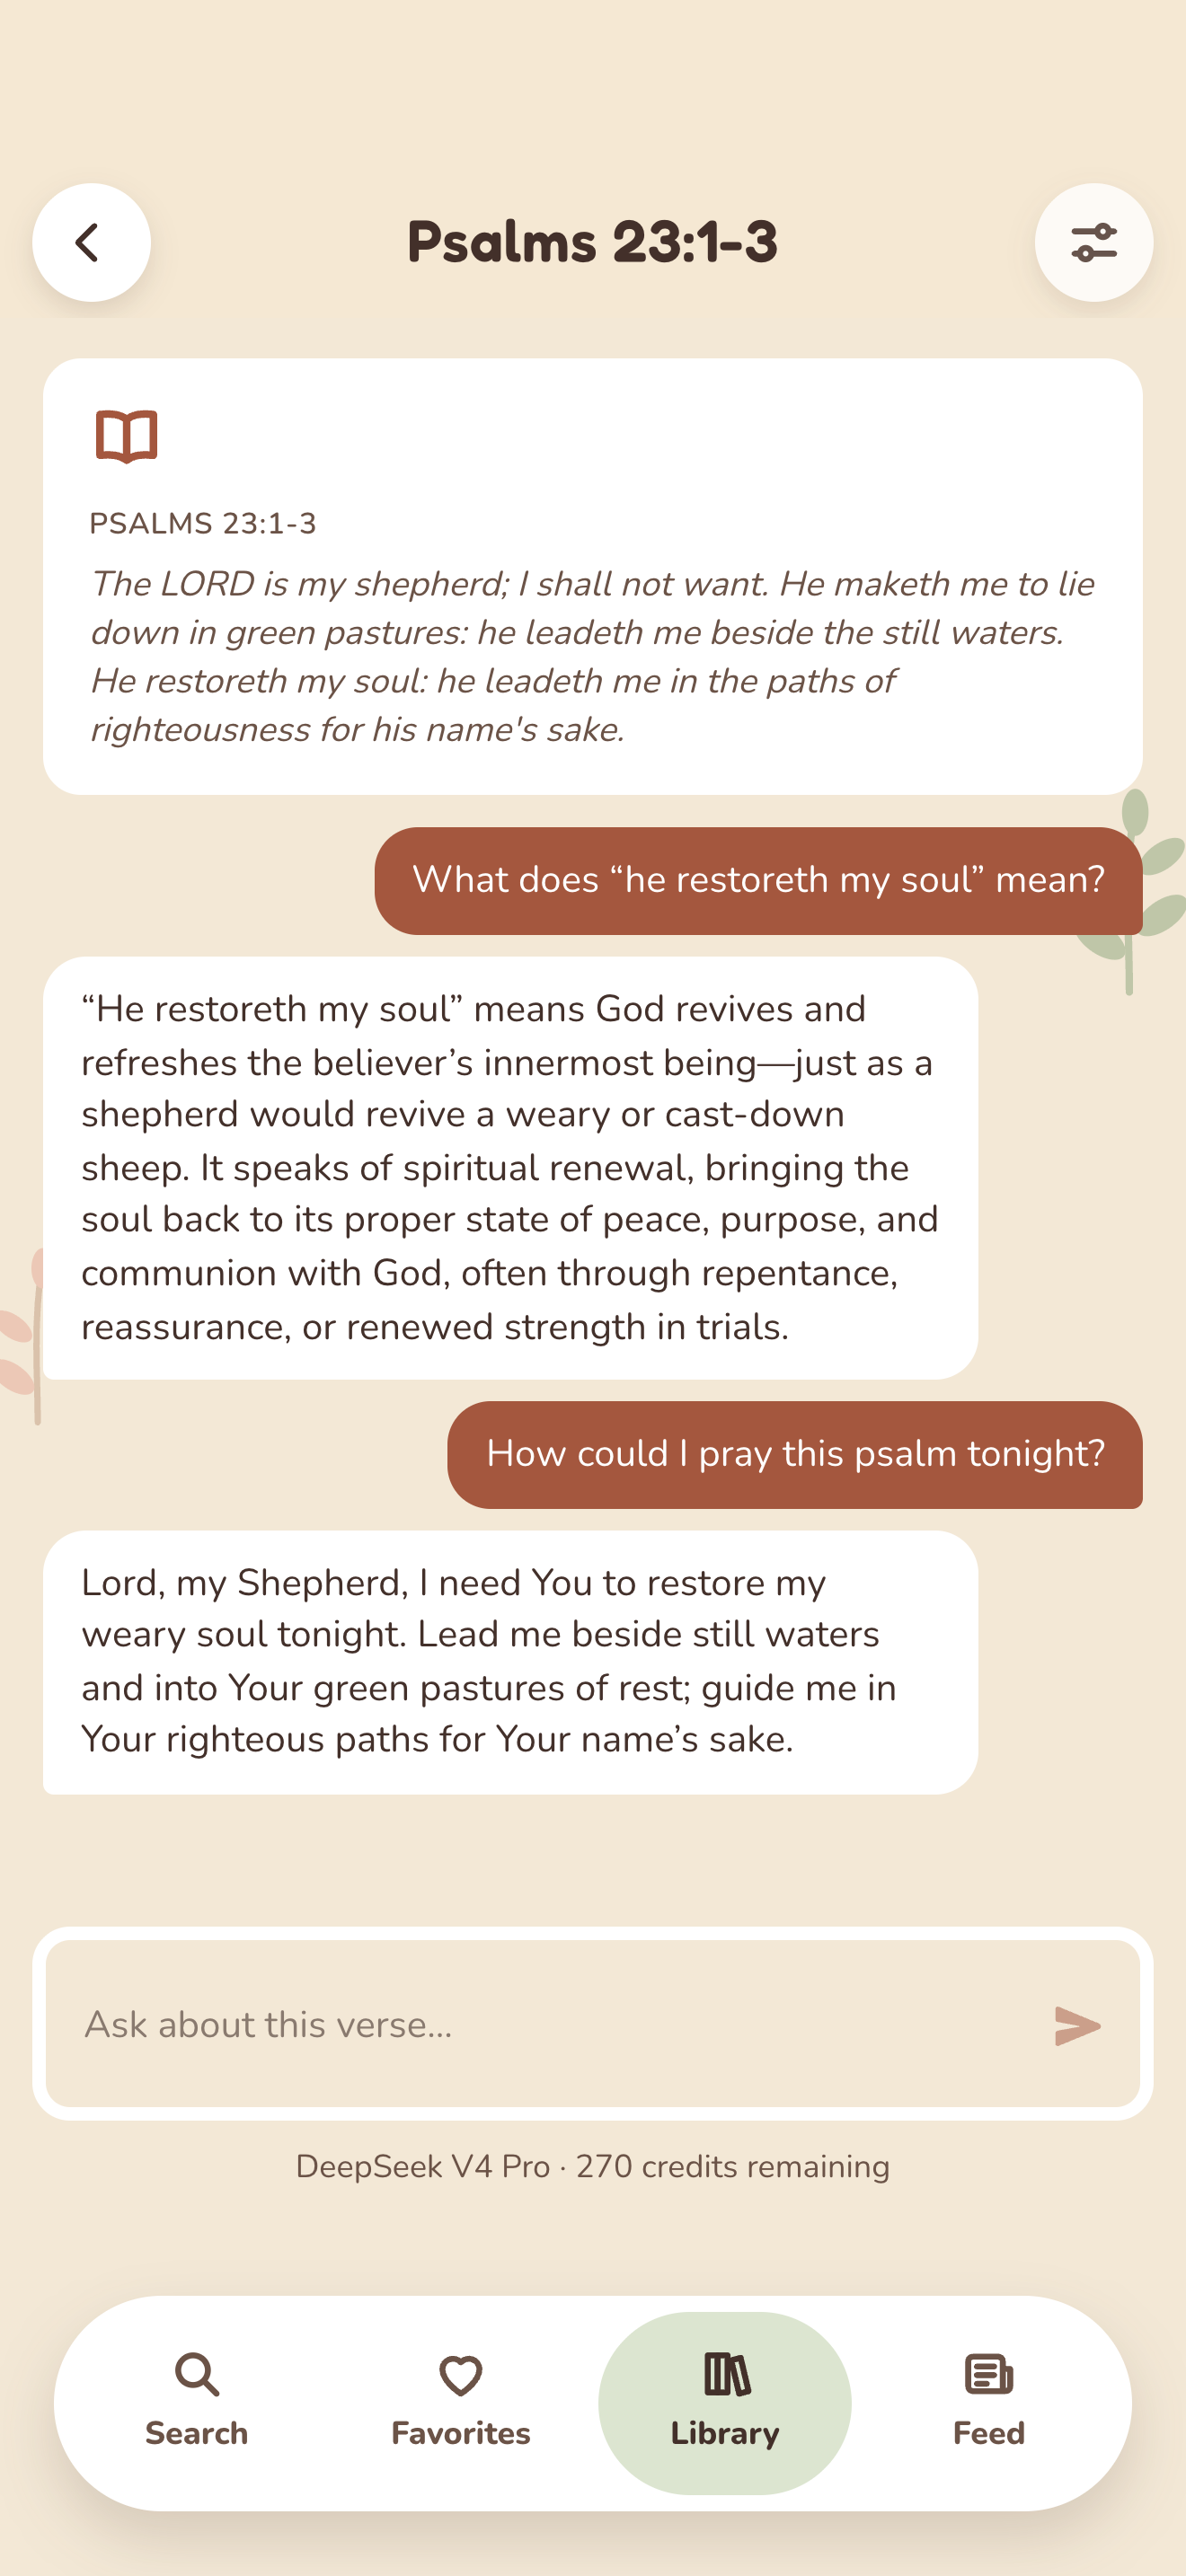 Psalms 23:1-3
PSALMS 23:1-3
The LORD is my shepherd; I shall not want. He maketh me to lie
down in green pastures: he leadeth me beside the still waters.
He restoreth my soul: he leadeth me in the paths of
righteousness for his name's sake.
What does “he restoreth my soul” mean?
“He restoreth my soul” means God revives and
refreshes the believer’s innermost being—just as a
shepherd would revive a weary or cast-down
sheep. It speaks of spiritual renewal, bringing the
soul back to its proper state of peace, purpose, and
communion with God, often through repentance,
reassurance, or renewed strength in trials.
How could I pray this psalm tonight?
Lord, my Shepherd, I need You to restore my
weary soul tonight. Lead me beside still waters
and into Your green pastures of rest; guide me in
Your righteous paths for Your name’s sake.
Ask about this verse...
DeepSeek V4 Pro · 270 credits remaining
Search
Favorites
Library
Feed